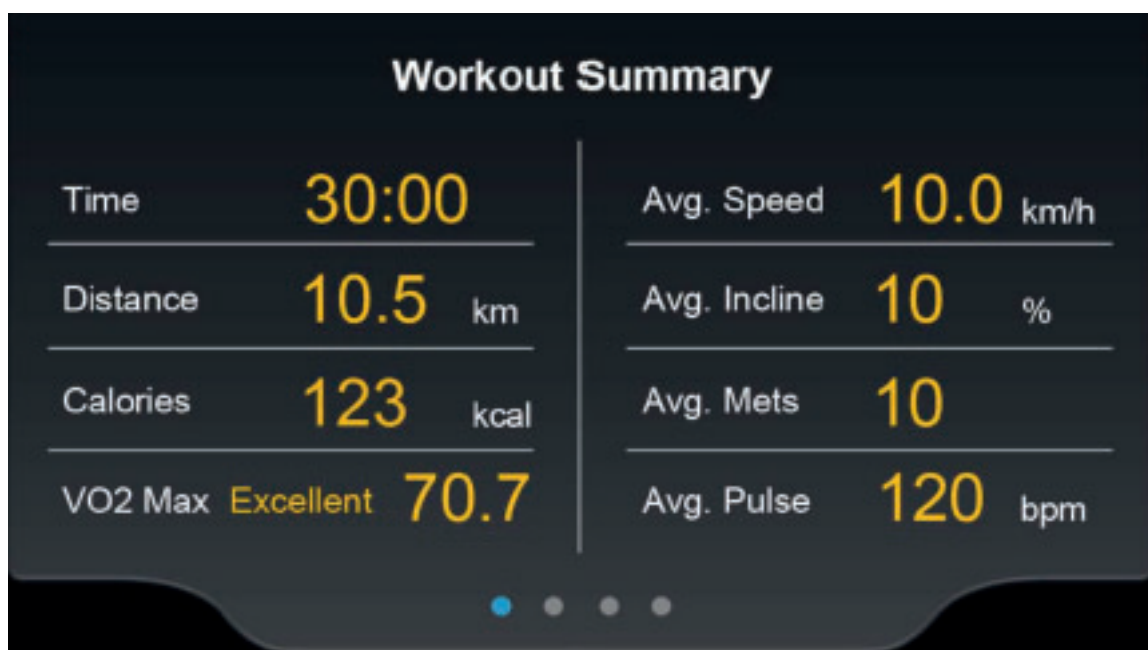 Workout Summary
Time 30:00
Distance 10.5 km
Calories 123 kcal
VO2 Max Excellent 70.7
Avg. Speed 10.0 km/h
Avg. Incline 10 %
Avg. Mets 10
Avg. Pulse 120 bpm